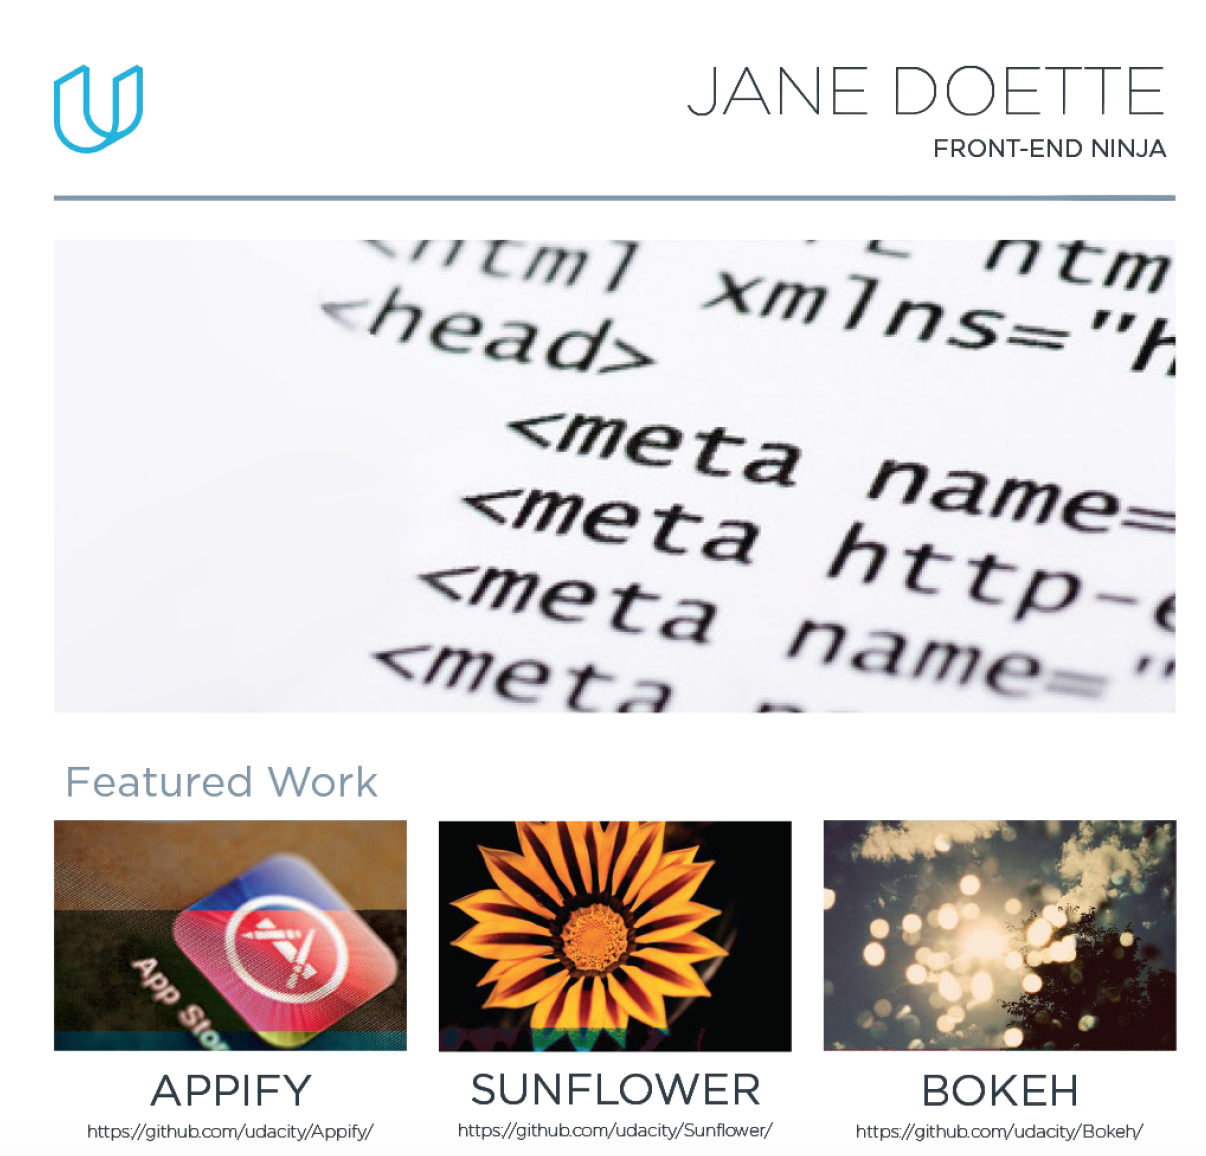 JANE DOETTE
FRONT-END NINJA
<html
htm
<head>
xmlns="h
<meta name=
<meta http-e
<meta name="
<meta
Featured Work
App Stor
APPIFY
SUNFLOWER
BOKEH
https://github.com/udacity/Appify/
https://github.com/udacity/Sunflower/
https://github.com/udacity/Bokeh/